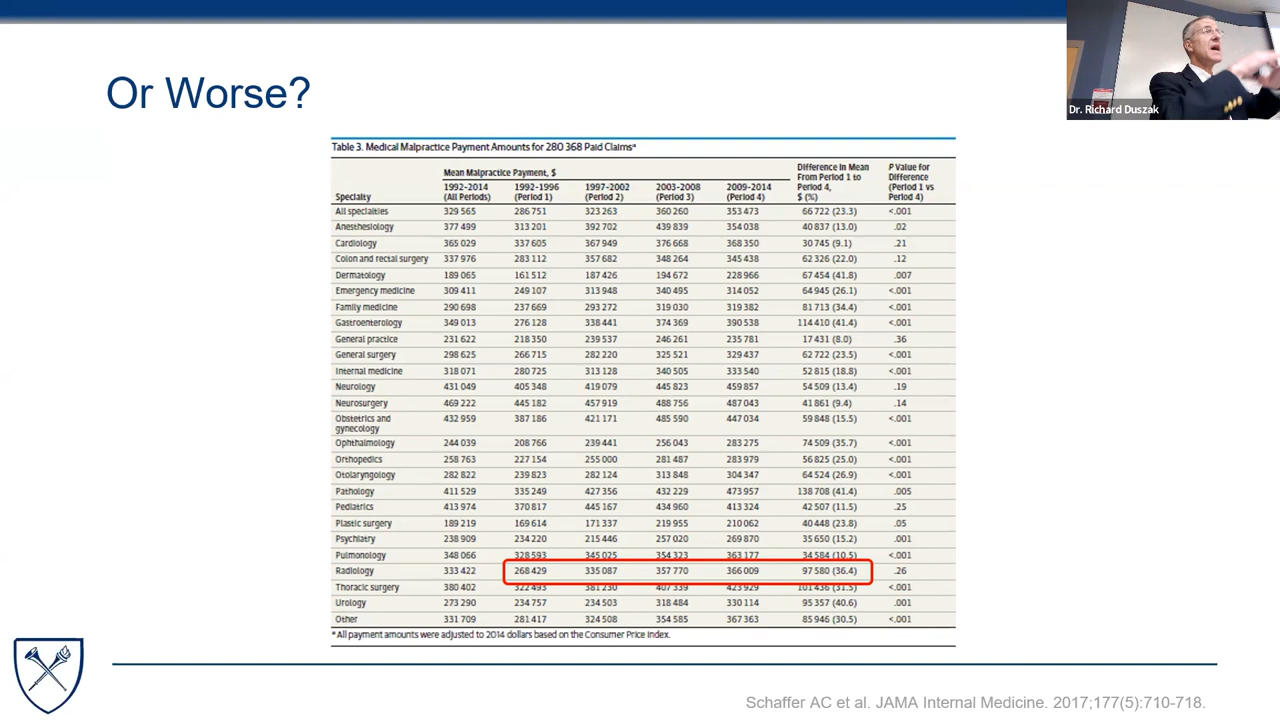 Or Worse?
Dr. Richard Duszak
Table 3. Medical Malpractice Payment Amounts for 280 368 Paid Claimsª
Specialty Mean Malpractice Payment, $ Difference in Mean From Period 1 to Period 4, $ (%) P Value for Difference (Period 1 vs Period 4)
1992-2014 (All Periods) 1992-1996 (Period 1) 1997-2002 (Period 2) 2003-2008 (Period 3) 2009-2014 (Period 4)
All specialties 329 565 286 751 323 263 360 260 353 473 66 722 (23.3) <.001
Anesthesiology 377 499 313 201 392 702 439 839 354 038 40 837 (13.0) .02
Cardiology 365 029 337 605 367 949 376 668 368 350 30 745 (9.1) .21
Colon and rectal surgery 337 976 283 112 357 682 348 264 345 438 62 326 (22.0) .12
Dermatology 189 065 161 512 187 426 194 672 228 966 67 454 (41.8) .007
Emergency medicine 309 411 249 107 313 948 340 495 314 052 64 945 (26.1) <.001
Family medicine 290 698 237 669 293 272 319 030 319 382 81 713 (34.4) <.001
Gastroenterology 349 013 276 128 338 441 374 369 390 538 114 410 (41.4) <.001
General practice 231 622 218 350 239 537 246 261 235 781 17 431 (8.0) .36
General surgery 298 625 266 715 282 220 325 521 329 437 62 722 (23.5) <.001
Internal medicine 318 071 280 725 313 128 340 505 333 540 52 815 (18.8) <.001
Neurology 431 049 405 348 419 079 445 823 459 857 54 509 (13.4) .19
Neurosurgery 469 222 445 182 457 919 488 756 487 043 41 861 (9.4) .14
Obstetrics and gynecology 432 959 387 186 421 171 485 590 447 034 59 848 (15.5) <.001
Ophthalmology 244 039 208 766 239 441 256 043 283 275 74 509 (35.7) <.001
Orthopedics 258 763 227 154 255 000 281 487 283 979 56 825 (25.0) <.001
Otolaryngology 282 822 239 823 282 124 313 848 304 347 64 524 (26.9) <.001
Pathology 411 529 335 249 427 356 432 229 473 957 138 708 (41.4) .005
Pediatrics 413 974 370 817 445 167 434 960 413 324 42 507 (11.5) .25
Plastic surgery 189 219 169 614 171 337 219 955 210 062 40 448 (23.8) .05
Psychiatry 238 909 234 220 215 446 257 020 269 870 35 650 (15.2) .001
Pulmonology 348 066 328 593 345 025 354 323 363 177 34 584 (10.5) <.001
Radiology 333 422 268 429 335 087 357 770 366 009 97 580 (36.4) .26
Thoracic surgery 380 402 322 493 381 230 407 339 423 929 101 436 (31.5) <.001
Urology 273 290 234 757 234 503 318 484 330 114 95 357 (40.6) .001
Other 331 709 281 417 324 508 354 585 367 363 85 946 (30.5) <.001
ª All payment amounts were adjusted to 2014 dollars based on the Consumer Price Index.
Schaffer AC et al. JAMA Internal Medicine. 2017;177(5):710-718.